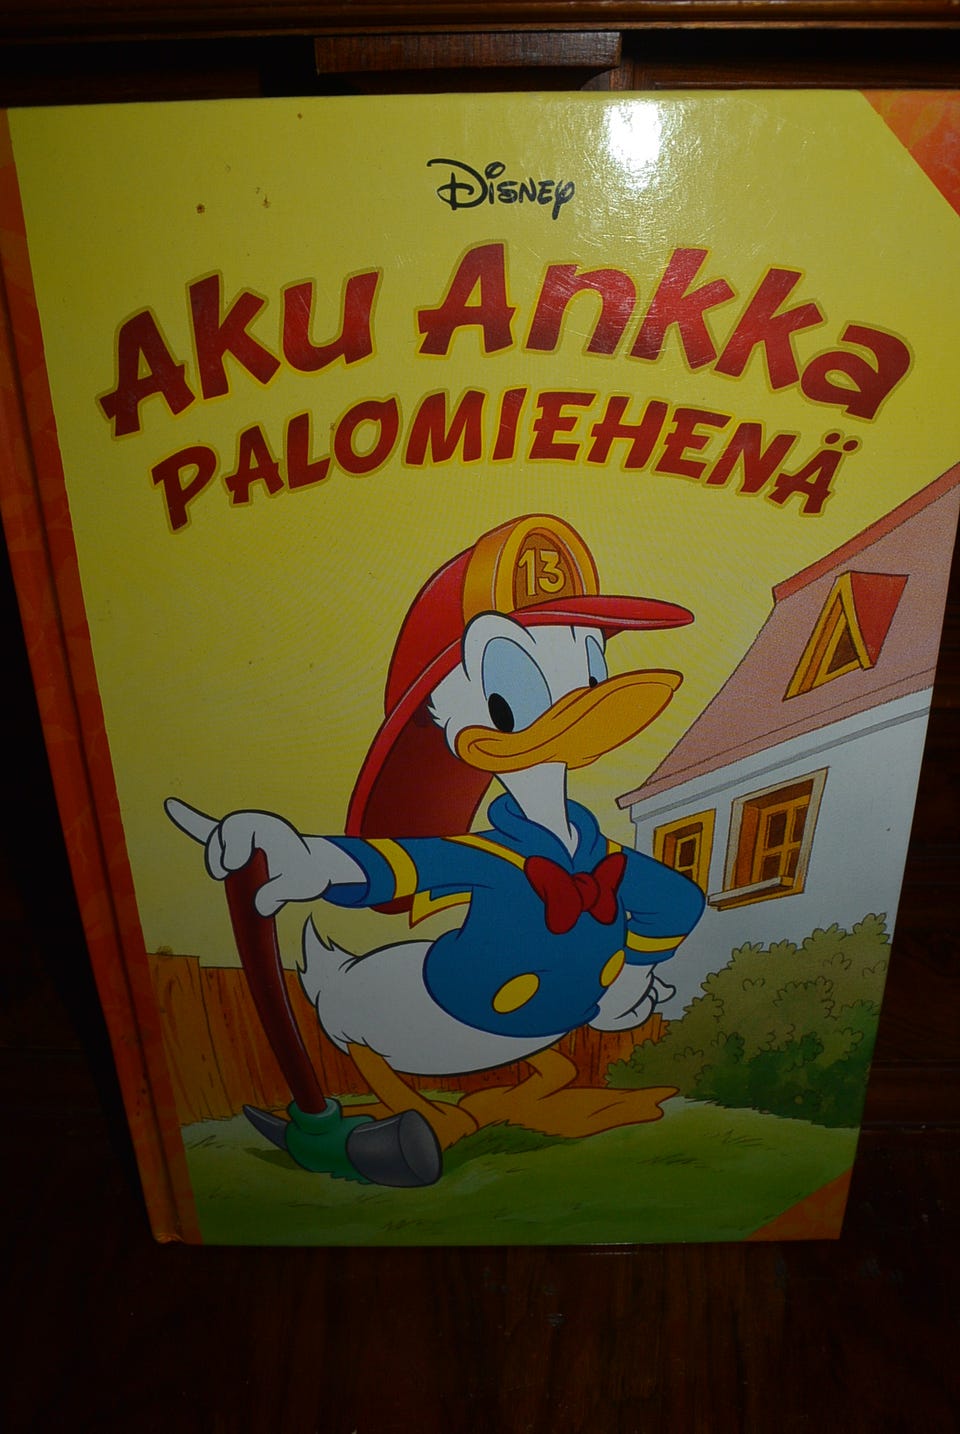 Disney
Aku Ankka
PALOMIEHENÄ
13